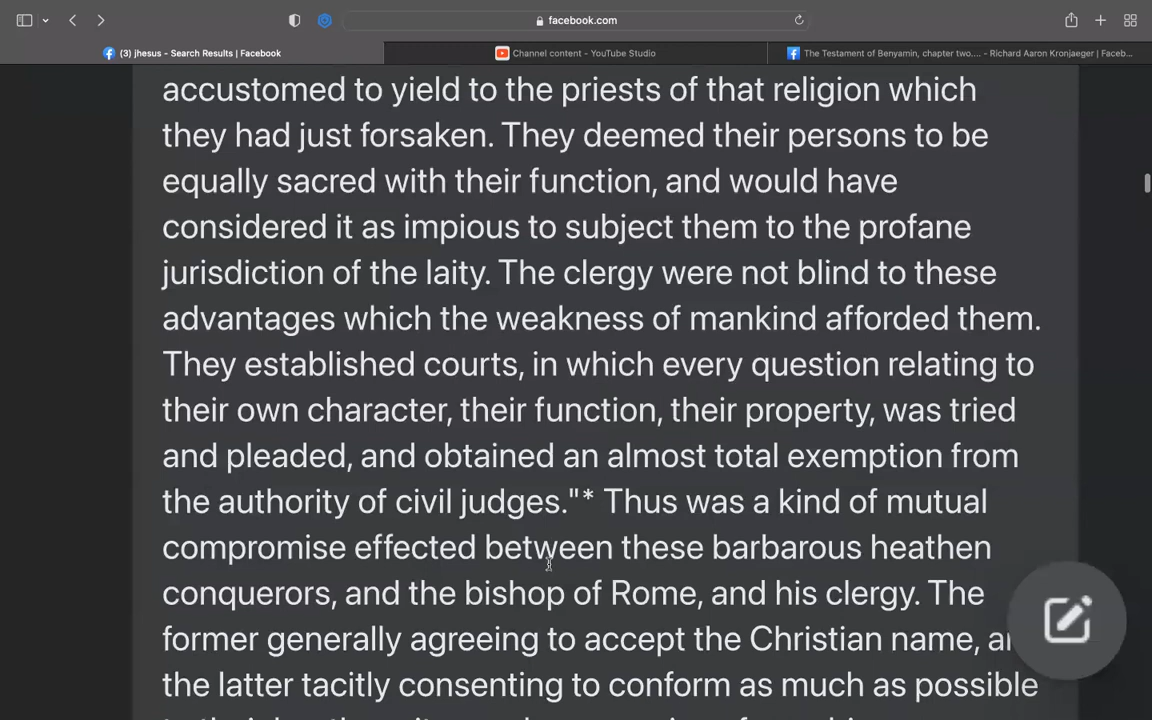 facebook.com
(3) jhesus - Search Results | Facebook
Channel content - YouTube Studio
The Testament of Benyamin, chapter two.... - Richard Aaron Kronjaeger | Faceb...
accustomed to yield to the priests of that religion which
they had just forsaken. They deemed their persons to be
equally sacred with their function, and would have
considered it as impious to subject them to the profane
jurisdiction of the laity. The clergy were not blind to these
advantages which the weakness of mankind afforded them.
They established courts, in which every question relating to
their own character, their function, their property, was tried
and pleaded, and obtained an almost total exemption from
the authority of civil judges."* Thus was a kind of mutual
compromise effected between these barbarous heathen
conquerors, and the bishop of Rome, and his clergy. The
former generally agreeing to accept the Christian name,
the latter tacitly consenting to conform as much as possible